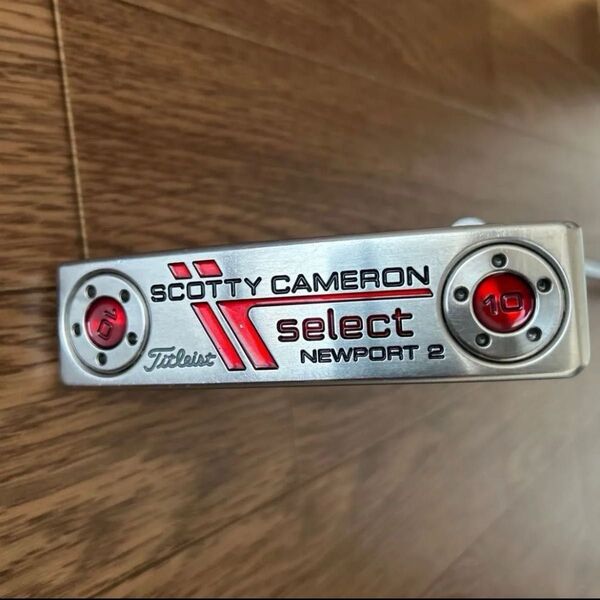 SCOTTY CAMERON
select
Titleist
NEWPORT 2
10
10